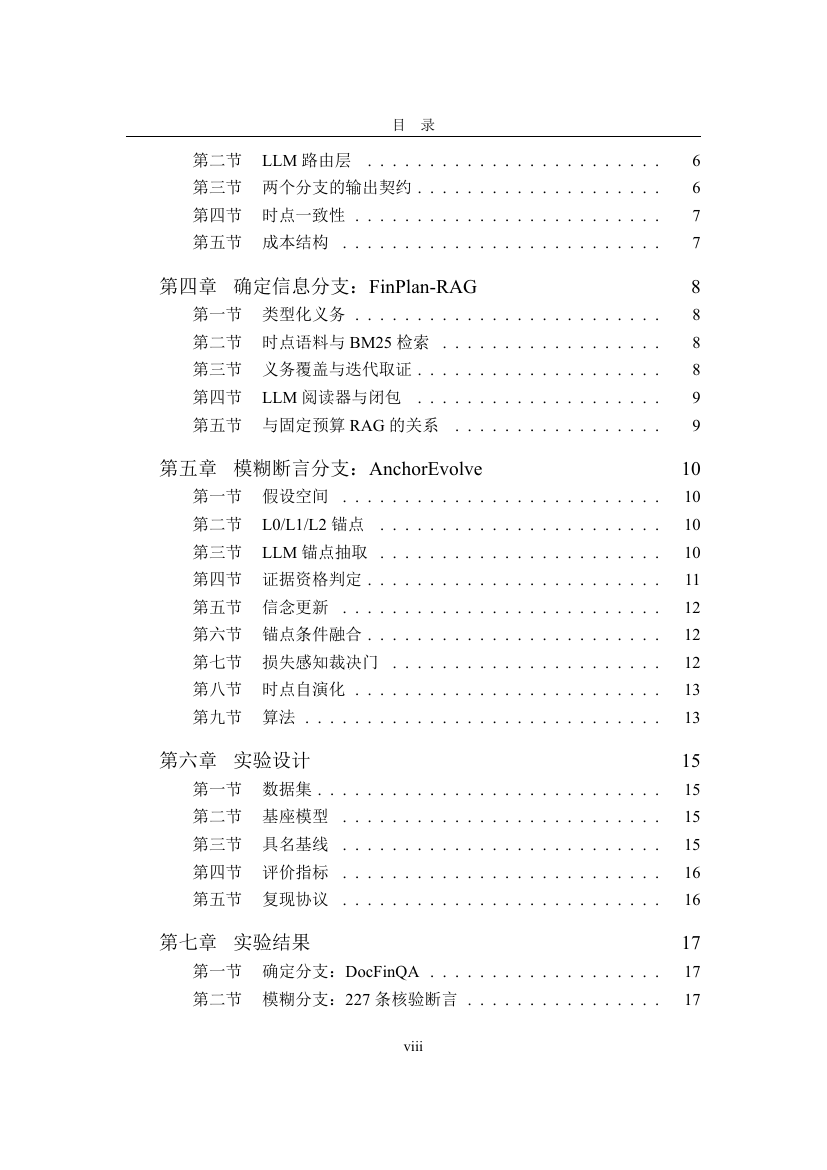 目 录
第二节 LLM 路由层 . . . . . . . . . . . . . . . . . . . . . . . . 6
第三节 两个分支的输出契约 . . . . . . . . . . . . . . . . . . . . 6
第四节 时点一致性 . . . . . . . . . . . . . . . . . . . . . . . . . 7
第五节 成本结构 . . . . . . . . . . . . . . . . . . . . . . . . . . 7
第四章 确定信息分支：FinPlan-RAG 8
第一节 类型化义务 . . . . . . . . . . . . . . . . . . . . . . . . . 8
第二节 时点语料与 BM25 检索 . . . . . . . . . . . . . . . . . . 8
第三节 义务覆盖与迭代取证 . . . . . . . . . . . . . . . . . . . . 8
第四节 LLM 阅读器与闭包 . . . . . . . . . . . . . . . . . . . . 9
第五节 与固定预算 RAG 的关系 . . . . . . . . . . . . . . . . . 9
第五章 模糊断言分支：AnchorEvolve 10
第一节 假设空间 . . . . . . . . . . . . . . . . . . . . . . . . . . 10
第二节 L0/L1/L2 锚点 . . . . . . . . . . . . . . . . . . . . . . . 10
第三节 LLM 锚点抽取 . . . . . . . . . . . . . . . . . . . . . . . 10
第四节 证据资格判定 . . . . . . . . . . . . . . . . . . . . . . . . 11
第五节 信念更新 . . . . . . . . . . . . . . . . . . . . . . . . . . 12
第六节 锚点条件融合 . . . . . . . . . . . . . . . . . . . . . . . . 12
第七节 损失感知裁决门 . . . . . . . . . . . . . . . . . . . . . . 12
第八节 时点自演化 . . . . . . . . . . . . . . . . . . . . . . . . . 13
第九节 算法 . . . . . . . . . . . . . . . . . . . . . . . . . . . . . 13
第六章 实验设计 15
第一节 数据集 . . . . . . . . . . . . . . . . . . . . . . . . . . . . 15
第二节 基座模型 . . . . . . . . . . . . . . . . . . . . . . . . . . 15
第三节 具名基线 . . . . . . . . . . . . . . . . . . . . . . . . . . 15
第四节 评价指标 . . . . . . . . . . . . . . . . . . . . . . . . . . 16
第五节 复现协议 . . . . . . . . . . . . . . . . . . . . . . . . . . 16
第七章 实验结果 17
第一节 确定分支：DocFinQA . . . . . . . . . . . . . . . . . . . 17
第二节 模糊分支：227 条核验断言 . . . . . . . . . . . . . . . . 17
viii